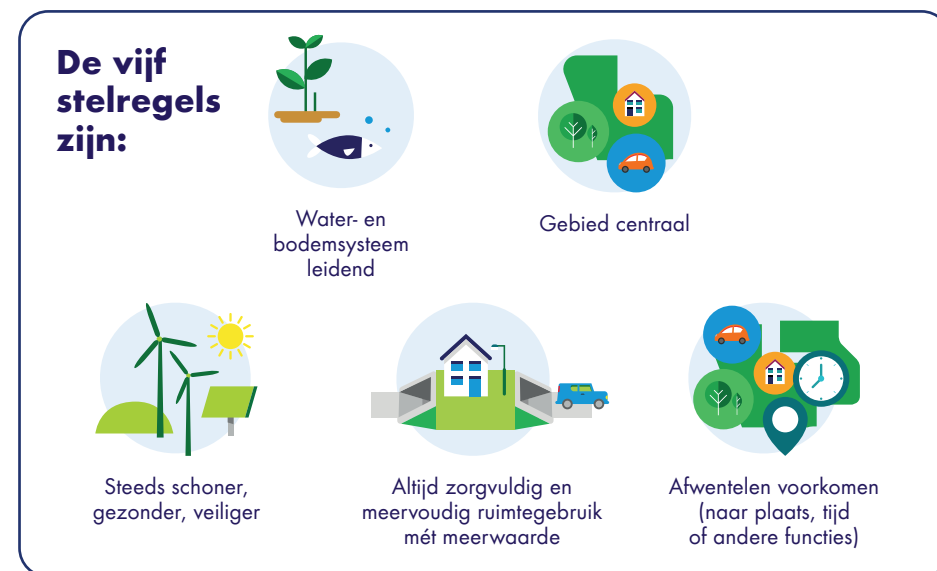 De vijf
stelregels
zijn:
Water- en
bodemsysteem
leidend
Gebied centraal
Steeds schoner,
gezonder, veiliger
Altijd zorgvuldig en
meervoudig ruimtegebruik
mét meerwaarde
Afwentelen voorkomen
(naar plaats, tijd
of andere functies)